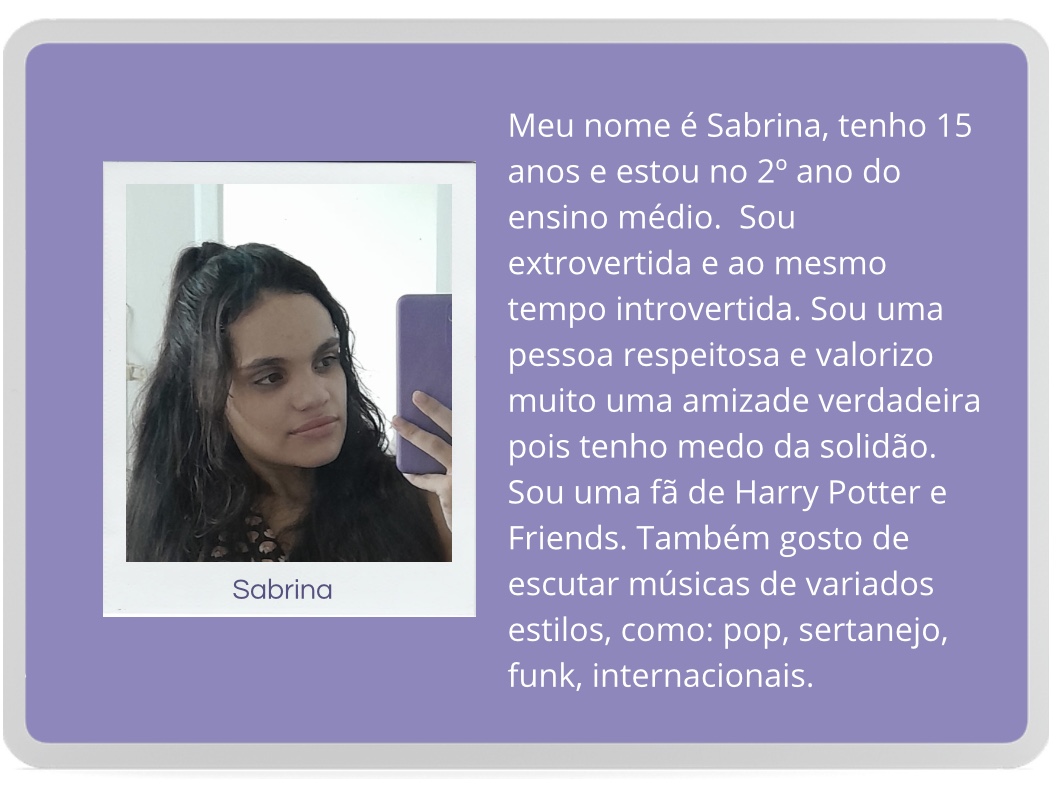 Meu nome é Sabrina, tenho 15
anos e estou no 2º ano do
ensino médio.  Sou
extrovertida e ao mesmo
tempo introvertida. Sou uma
pessoa respeitosa e valorizo
muito uma amizade verdadeira
pois tenho medo da solidão.
Sou uma fã de Harry Potter e
Friends. Também gosto de
escutar músicas de variados
estilos, como: pop, sertanejo,
funk, internacionais.
Sabrina